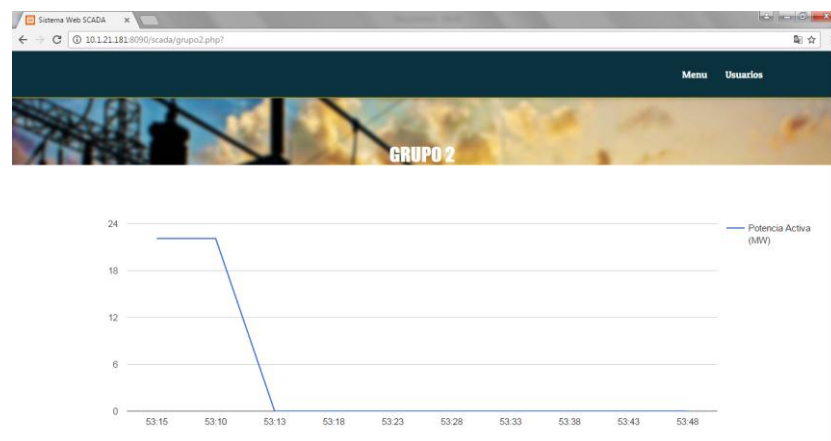 Sistema Web SCADA
10.1.21.181:8090/scada/grupo2.php?
Menu Usuarios
GRUPO 2
24
18
12
6
0
53:15 53:10 53:13 53:18 53:23 53:28 53:33 53:38 53:43 53:48
Potencia Activa
(MW)